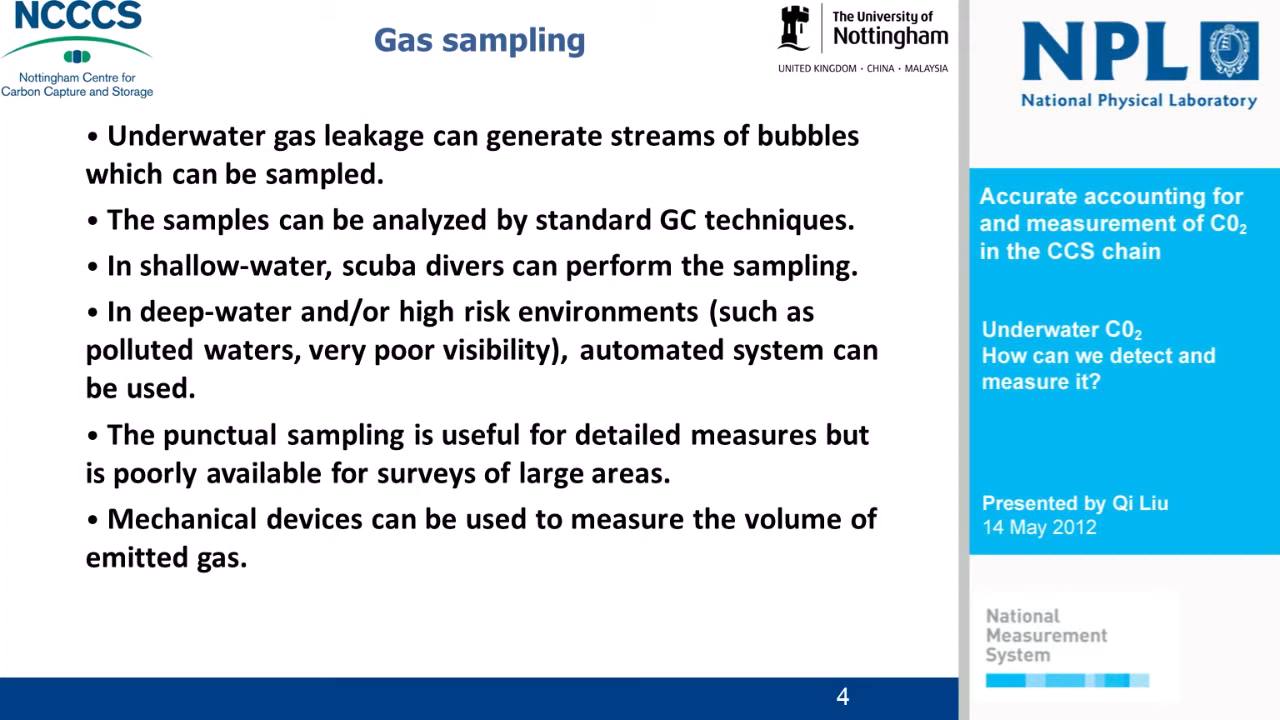 NCCCS
Nottingham Centre for
Carbon Capture and Storage
Gas sampling
The University of
Nottingham
UNITED KINGDOM · CHINA · MALAYSIA
• Underwater gas leakage can generate streams of bubbles
which can be sampled.
• The samples can be analyzed by standard GC techniques.
• In shallow-water, scuba divers can perform the sampling.
• In deep-water and/or high risk environments (such as
polluted waters, very poor visibility), automated system can
be used.
• The punctual sampling is useful for detailed measures but
is poorly available for surveys of large areas.
• Mechanical devices can be used to measure the volume of
emitted gas.
4
NPL
National Physical Laboratory
Accurate accounting for
and measurement of C0₂
in the CCS chain
Underwater C0₂
How can we detect and
measure it?
Presented by Qi Liu
14 May 2012
National
Measurement
System